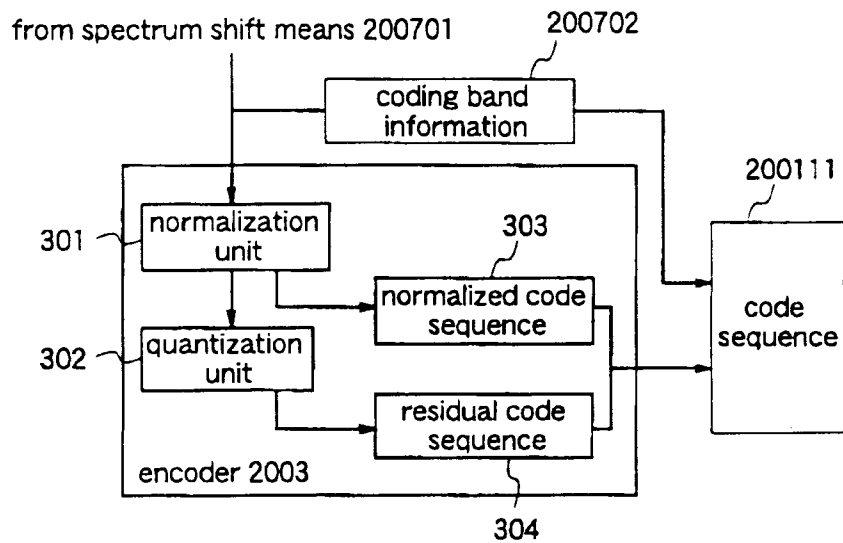 from spectrum shift means 200701
200702
coding band
information
200111
301
normalization
unit
303
normalized code
sequence
code
sequence
302
quantization
unit
residual code
sequence
encoder 2003
304